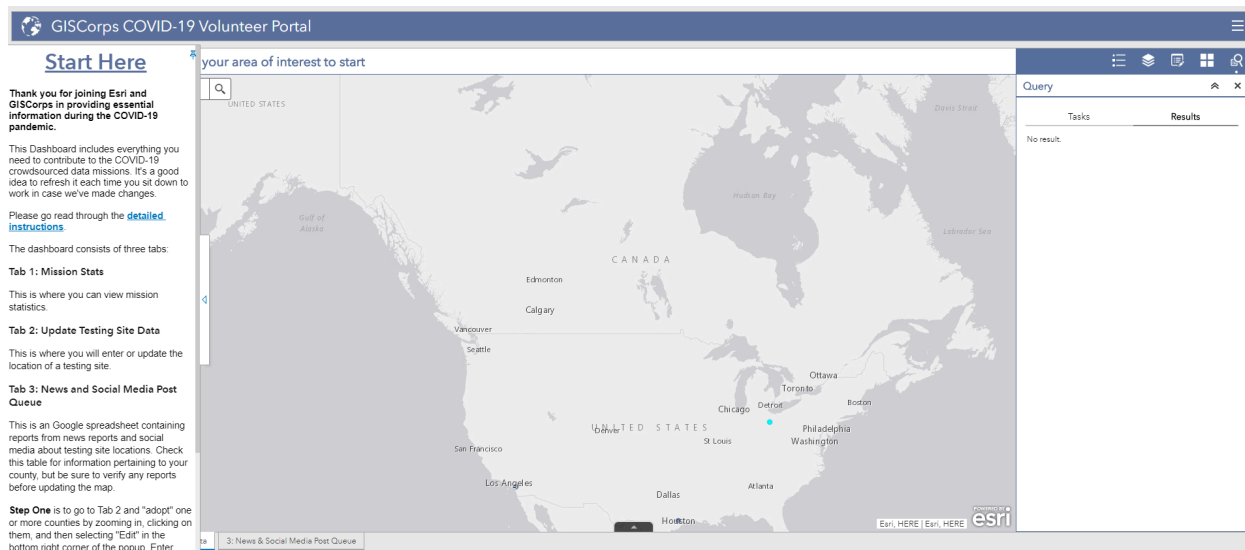 GISCorps COVID-19 Volunteer Portal
Start Here
Thank you for joining Esri and
GISCorps in providing essential
information during the COVID-19
pandemic.
This Dashboard includes everything you
need to contribute to the COVID-19
crowdsourced data missions. It's a good
idea to refresh it each time you sit down to
work in case we've made changes.
Please go read through the detailed
instructions.
The dashboard consists of three tabs:
Tab 1: Mission Stats
This is where you can view mission
statistics.
Tab 2: Update Testing Site Data
This is where you will enter or update the
location of a testing site.
Tab 3: News and Social Media Post
Queue
This is an Google spreadsheet containing
reports from news reports and social
media about testing site locations. Check
this table for information pertaining to your
county, but be sure to verify any reports
before updating the map.
Step One is to go to Tab 2 and "adopt" one
or more counties by zooming in, clicking on
them, and then selecting "Edit" in the
bottom right corner of the popup. Enter
your area of interest to start
UNITED STATES
Davis Strait
Hudson Bay
Gulf of
Alaska
Labrador Sea
CANADA
Edmonton
Calgary
Vancouver
Seattle
Ottawa
Toronto
Chicago
Detroit
Boston
UNITED STATES
Denver
Philadelphia
St Louis
Washington
San Francisco
Los Angeles
Atlanta
Dallas
Houston
Esri, HERE | Esri, HERE
POWERED BY
esri
ta
3: News & Social Media Post Queue
Query
Tasks
Results
No result.